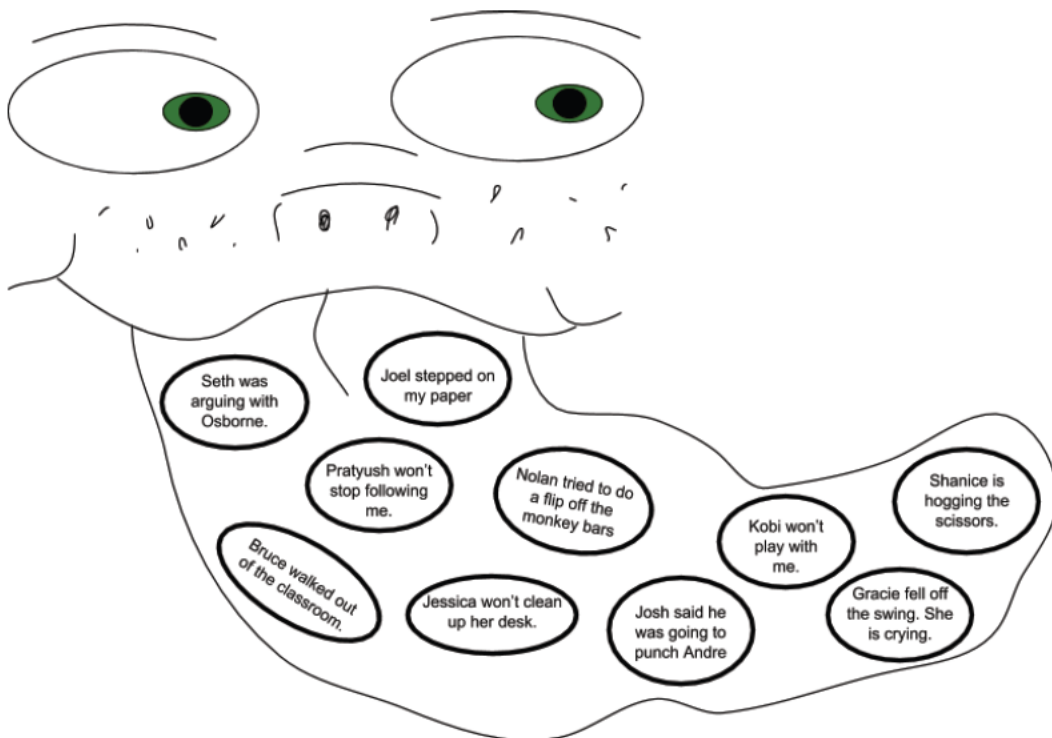 Seth was
arguing with
Osborne.
Joel stepped on
my paper
Pratyush won't
stop following
me.
Nolan tried to do
a flip off the
monkey bars
Shanice is
hogging the
scissors.
Kobi won't
play with
me.
Bruce walked out
of the classroom.
Jessica won't clean
up her desk.
Josh said he
was going to
punch Andre
Gracie fell off
the swing. She
is crying.